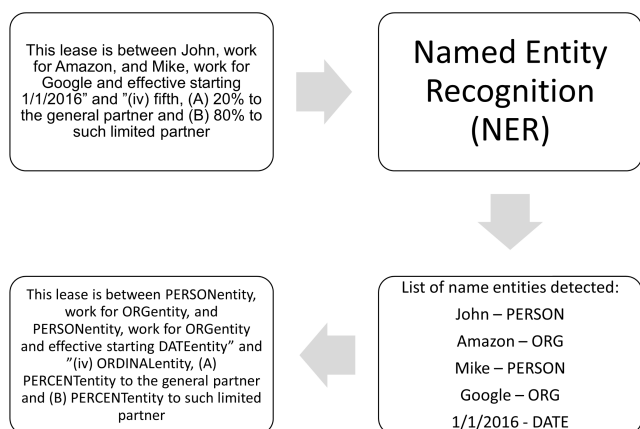 This lease is between John, work
for Amazon, and Mike, work for
Google and effective starting
1/1/2016" and "(iv) fifth, (A) 20% to
the general partner and (B) 80% to
such limited partner
Named Entity
Recognition
(NER)
List of name entities detected:
John – PERSON
Amazon – ORG
Mike – PERSON
Google – ORG
1/1/2016 - DATE
This lease is between PERSONentity,
work for ORGentity, and
PERSONentity, work for ORGentity
and effective starting DATEentity" and
"(iv) ORDINALentity, (A)
PERCENTentity to the general partner
and (B) PERCENTentity to such limited
partner